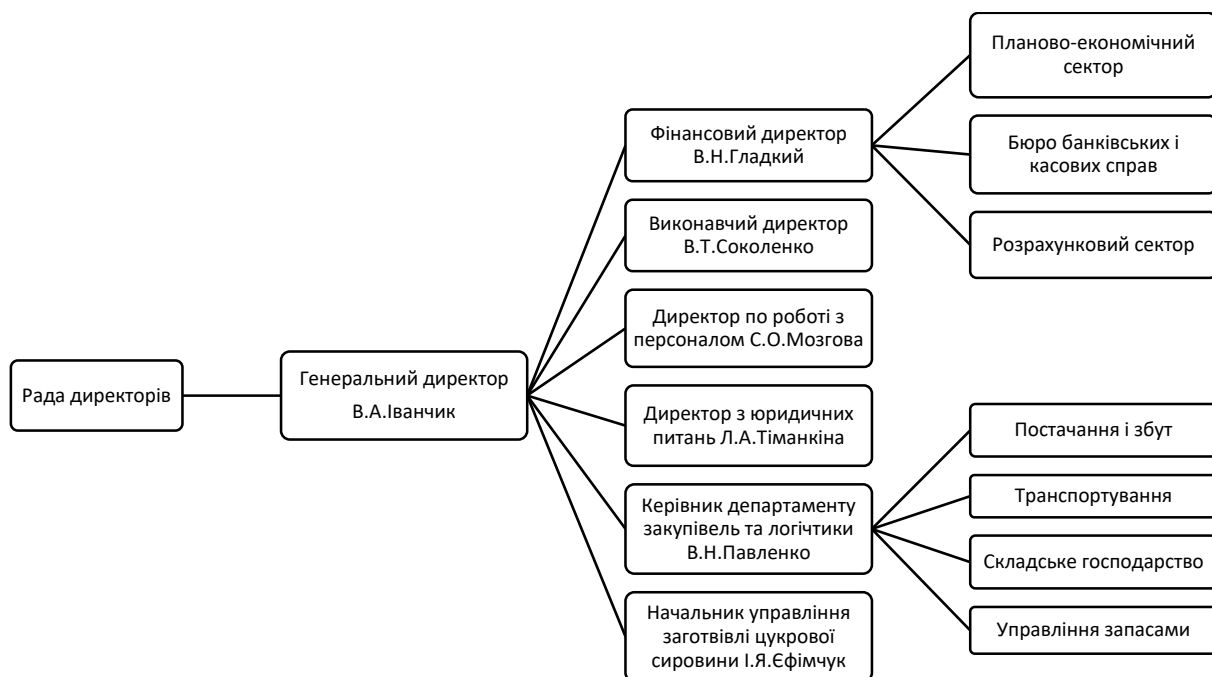 Рада директорів
Генеральний директор
В.А.Іванчик
Фінансовий директор
В.Н.Гладкий
Виконавчий директор
В.Т.Соколенко
Директор по роботі з
персоналом С.О.Мозгова
Директор з юридичних
питань Л.А.Тіманкіна
Керівник департаменту
закупівель та логічтики
В.Н.Павленко
Начальник управління
заготвівлі цукрової
сировини І.Я.Єфімчук
Планово-економічний
сектор
Бюро банківських і
касових справ
Розрахунковий сектор
Постачання і збут
Транспортування
Складське господарство
Управління запасами